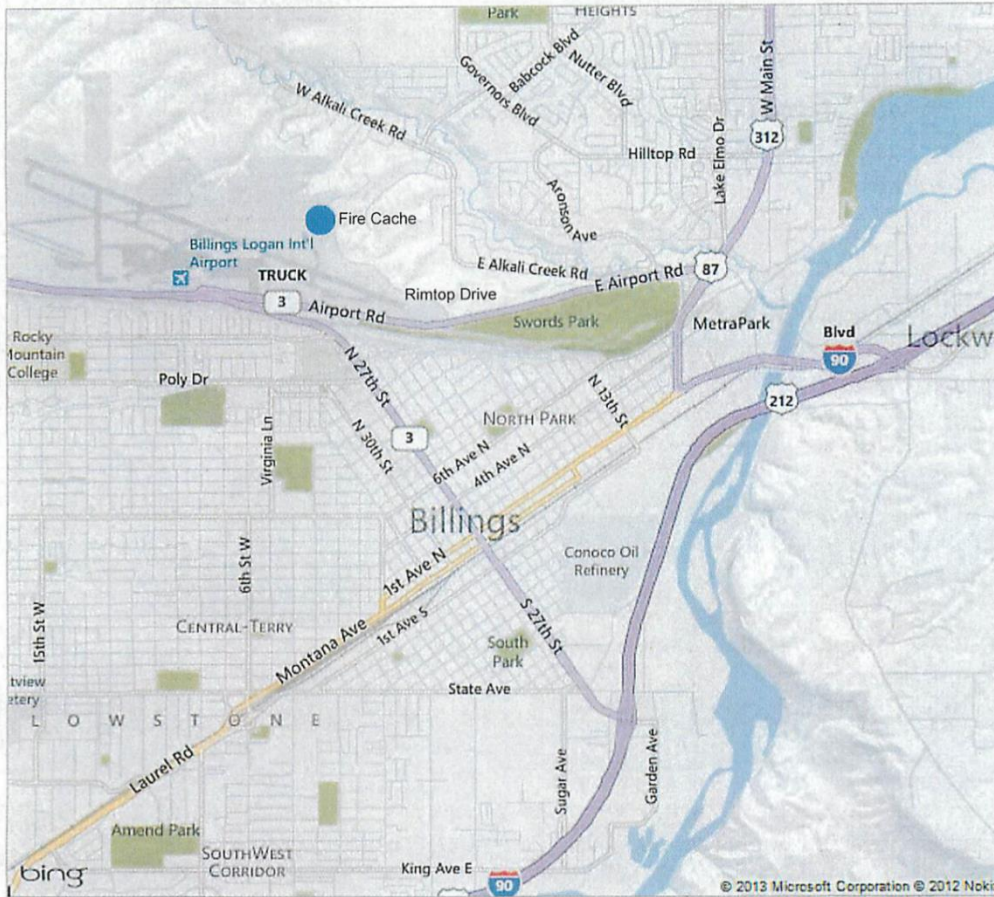 Park
HEIGHTS
Babcock Blvd
Governors Blvd
Nutter Blvd
W Main St
W Alkali Creek Rd
312
Hilltop Rd
Lake Elmo Dr
Aronson Ave
Fire Cache
Billings Logan Int'l
Airport
E Alkali Creek Rd
E Airport Rd
87
TRUCK
3
Airport Rd
Rimtop Drive
Swords Park
MetraPark
Blvd
90
Lockw
Rocky
Mountain
College
Poly Dr
N 27th St
N 13th St
212
Virginia Ln
N 30th St
3
NORTH PARK
6th Ave N
4th Ave N
Billings
1st Ave N
Conoco Oil
Refinery
6th St W
15th St W
CENTRAL-TERRY
Montana Ave
1st Ave S
S 27th St
South
Park
State Ave
tview
etery
LOWSTONE
Laurel Rd
Sugar Ave
Garden Ave
Amend Park
SOUTHWEST
CORRIDOR
King Ave E
90
bing
© 2013 Microsoft Corporation © 2012 Noki